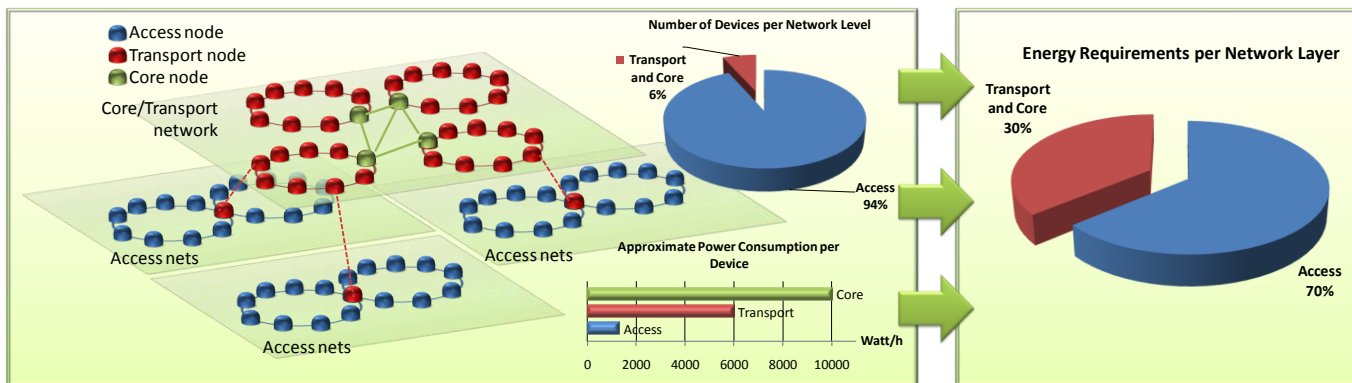 Access node
Transport node
Core node
Core/Transport
network
Access nets
Access nets
Access nets
Number of Devices per Network Level
Transport
and Core
6%
Access
94%
Approximate Power Consumption per
Device
Core
Transport
Access
Watt/h
0 2000 4000 6000 8000 10000
Energy Requirements per Network Layer
Transport
and Core
30%
Access
70%